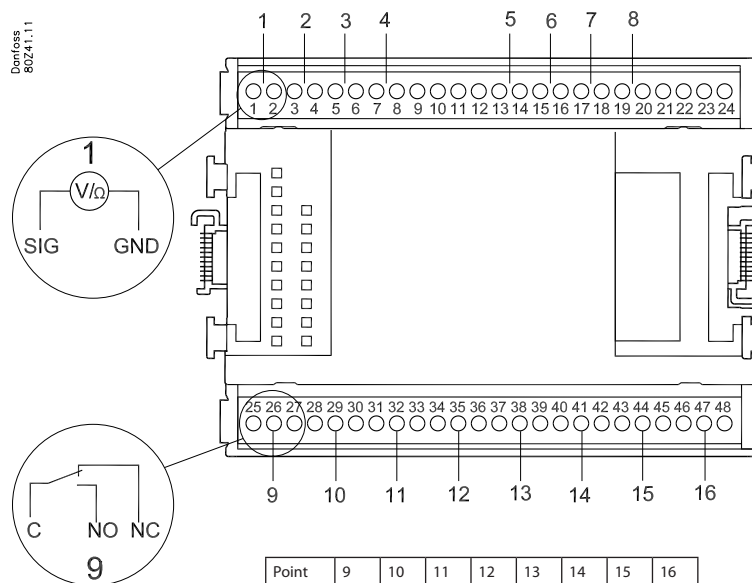 Danfoss
80Z41.11
1 2 3 4 5 6 7 8
1 2 3 4 5 6 7 8 9 10 11 12 13 14 15 16 17 18 19 20 21 22 23 24
1
V/Ω
SIG GND
25 26 27 28 29 30 31 32 33 34 35 36 37 38 39 40 41 42 43 44 45 46 47 48
9 10 11 12 13 14 15 16
C NO NC
9
Point 9 10 11 12 13 14 15 16